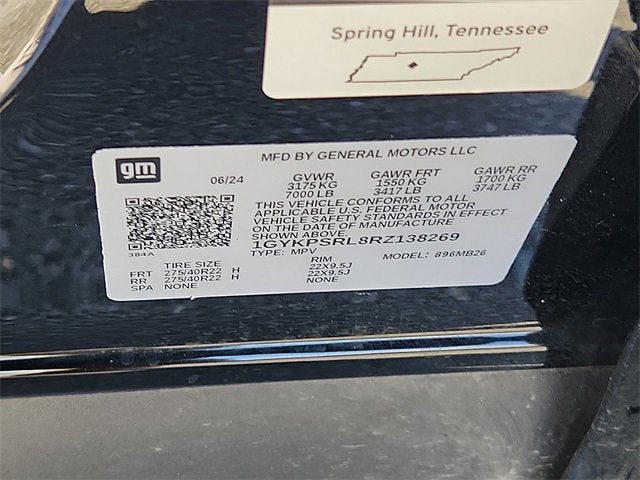 Spring Hill, Tennessee
gm
MFD BY GENERAL MOTORS LLC
06/24
GVWR GAWR FRT GAWR RR
3175 KG 1550 KG 1700 KG
7000 LB 3417 LB 3747 LB
THIS VEHICLE CONFORMS TO ALL
APPLICABLE U.S. FEDERAL MOTOR
VEHICLE SAFETY STANDARDS IN EFFECT
ON THE DATE OF MANUFACTURE
SHOWN ABOVE.
1GYKPSRL8RZ138269
384A
TYPE: MPV MODEL: 896MB26
TIRE SIZE RIM
FRT 275/40R22 H 22X9.5J
RR 275/40R22 H 22X9.5J
SPA NONE NONE